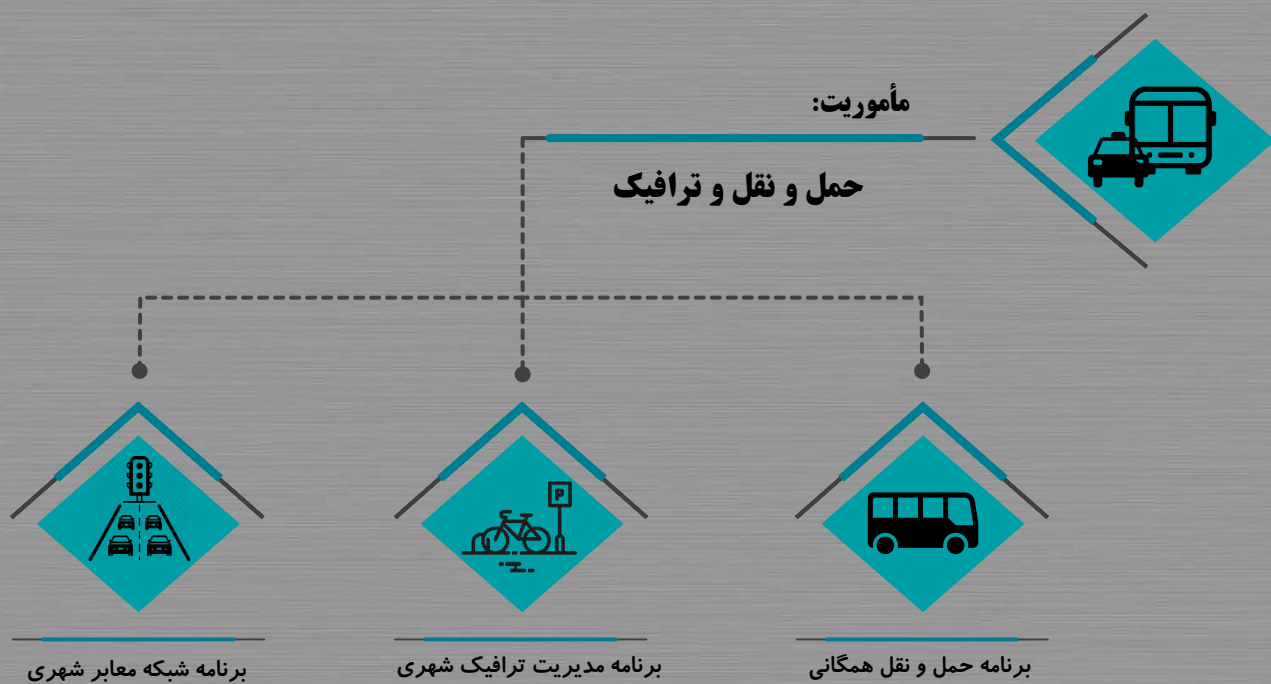 مأموریت:
حمل و نقل و ترافیک
P
برنامه حمل و نقل همگانی
برنامه مدیریت ترافیک شهری
برنامه شبکه معابر شهری